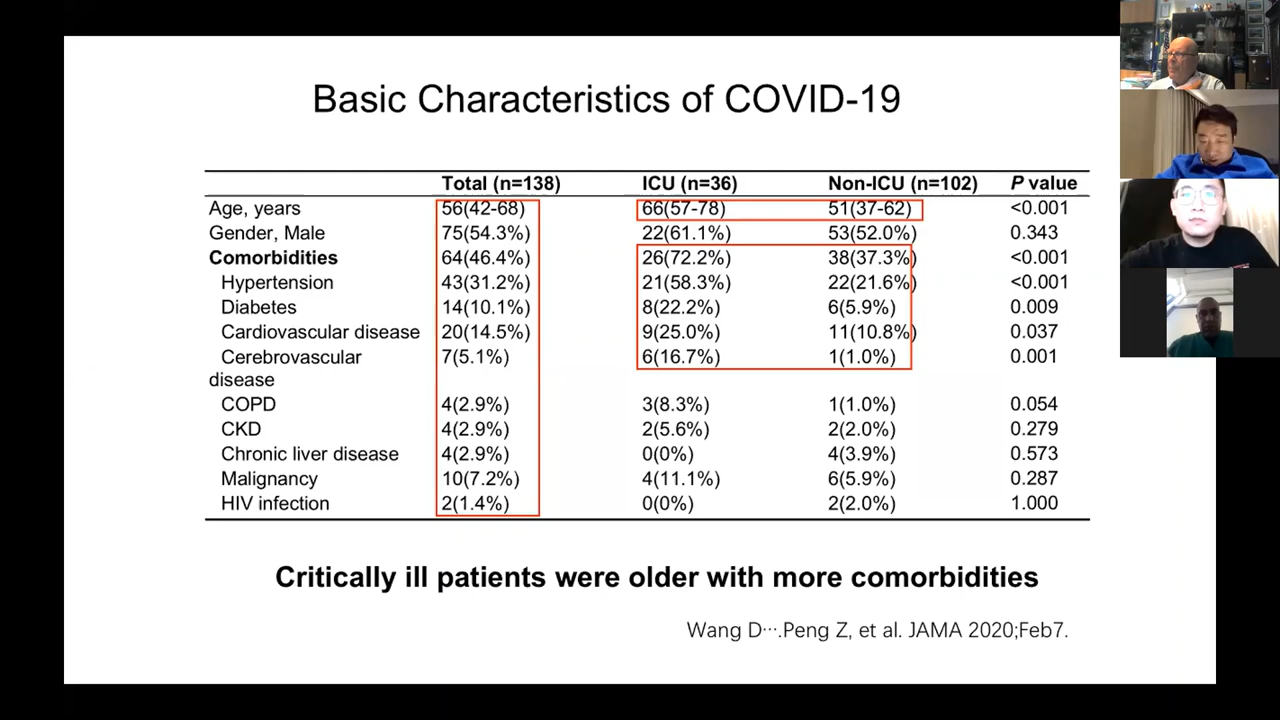 Basic Characteristics of COVID-19
Total (n=138) ICU (n=36) Non-ICU (n=102) P value
Age, years 56(42-68) 66(57-78) 51(37-62) <0.001
Gender, Male 75(54.3%) 22(61.1%) 53(52.0%) 0.343
Comorbidities 64(46.4%) 26(72.2%) 38(37.3%) <0.001
Hypertension 43(31.2%) 21(58.3%) 22(21.6%) <0.001
Diabetes 14(10.1%) 8(22.2%) 6(5.9%) 0.009
Cardiovascular disease 20(14.5%) 9(25.0%) 11(10.8%) 0.037
Cerebrovascular 7(5.1%) 6(16.7%) 1(1.0%) 0.001
disease
COPD 4(2.9%) 3(8.3%) 1(1.0%) 0.054
CKD 4(2.9%) 2(5.6%) 2(2.0%) 0.279
Chronic liver disease 4(2.9%) 0(0%) 4(3.9%) 0.573
Malignancy 10(7.2%) 4(11.1%) 6(5.9%) 0.287
HIV infection 2(1.4%) 0(0%) 2(2.0%) 1.000
Critically ill patients were older with more comorbidities
Wang D···.Peng Z, et al. JAMA 2020;Feb7.